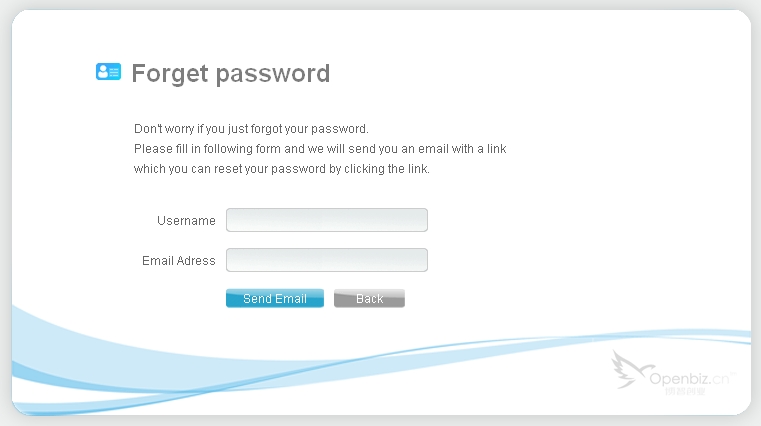 Forget password
Don't worry if you just forgot your password.
Please fill in following form and we will send you an email with a link
which you can reset your password by clicking the link.
Username
Email Adress
Send Email
Back
Openbiz.cn